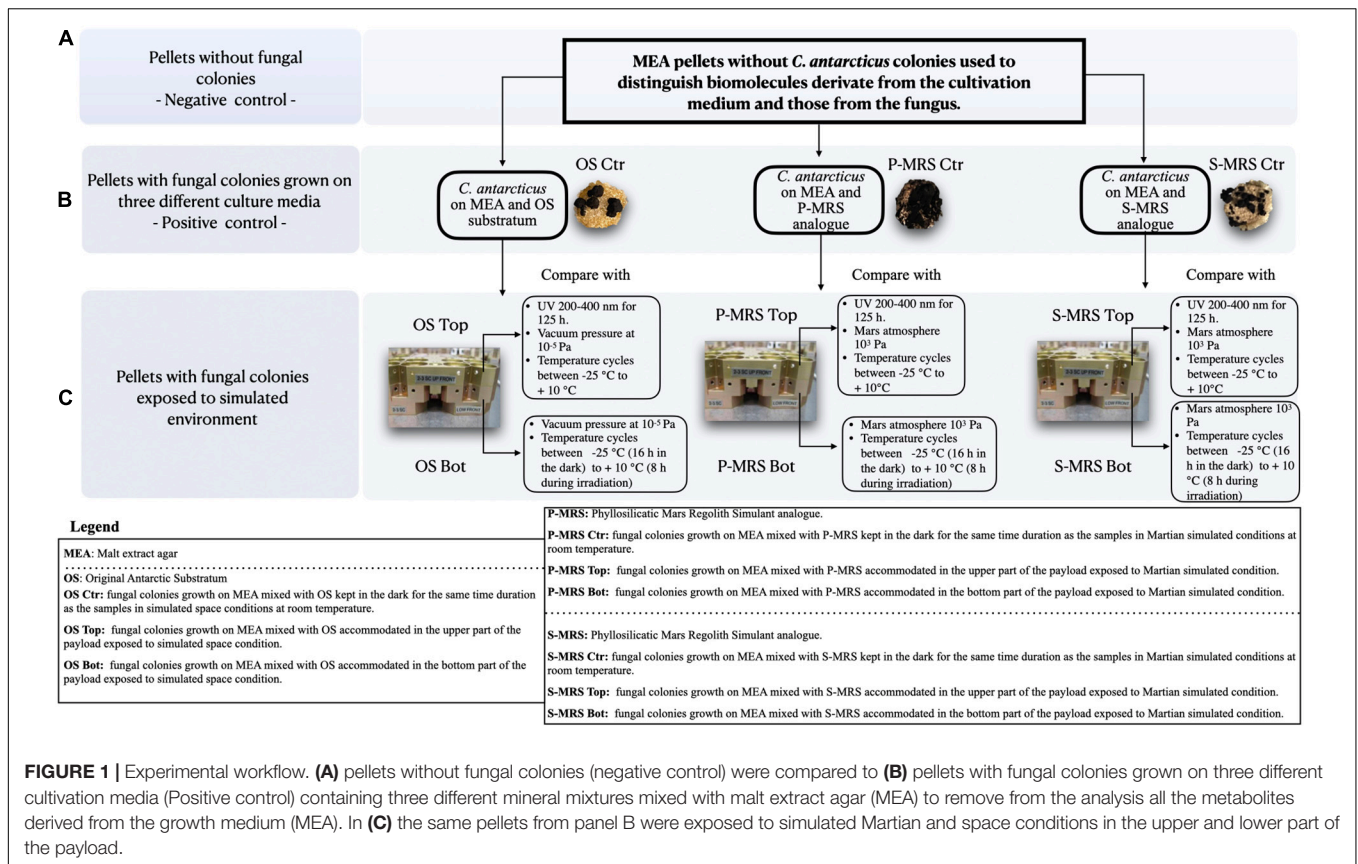 A
Pellets without fungal
colonies
- Negative control -
MEA pellets without C. antarcticus colonies used to
distinguish biomolecules derivate from the cultivation
medium and those from the fungus.
B
Pellets with fungal colonies grown on
three different culture media
- Positive control -
C. antarcticus
on MEA and OS
substratum
OS Ctr
C. antarcticus
on MEA and
P-MRS
analogue
P-MRS Ctr
C. antarcticus
on MEA and
S-MRS
analogue
S-MRS Ctr
C
Pellets with fungal colonies
exposed to simulated
environment
Compare with
OS Top
• UV 200-400 nm for
125 h.
• Vacuum pressure at
10-5 Pa
• Temperature cycles
between -25 °C to
+ 10 °C
OS Bot
• Vacuum pressure at 10-5 Pa
• Temperature cycles
between -25 °C (16 h in
the dark) to + 10 °C (8 h
during irradiation)
Compare with
P-MRS Top
• UV 200-400 nm for
125 h.
• Mars atmosphere
103 Pa
• Temperature cycles
between -25 °C to
+ 10°C
P-MRS Bot
• Mars atmosphere 103 Pa
• Temperature cycles
between -25 °C (16 h in
the dark) to + 10 °C (8 h
during irradiation)
Compare with
S-MRS Top
• UV 200-400 nm for
125 h.
• Mars atmosphere
103 Pa
• Temperature cycles
between -25 °C to
+ 10°C
S-MRS Bot
• Mars atmosphere 103
Pa
• Temperature cycles
between -25 °C (16
h in the dark) to + 10
°C (8 h during
irradiation)
Legend
MEA: Malt extract agar
OS: Original Antarctic Substratum
OS Ctr: fungal colonies growth on MEA mixed with OS kept in the dark for the same time duration
as the samples in simulated space conditions at room temperature.
OS Top: fungal colonies growth on MEA mixed with OS accommodated in the upper part of the
payload exposed to simulated space condition.
OS Bot: fungal colonies growth on MEA mixed with OS accommodated in the bottom part of the
payload exposed to simulated space condition.
P-MRS: Phyllosilicatic Mars Regolith Simulant analogue.
P-MRS Ctr: fungal colonies growth on MEA mixed with P-MRS kept in the dark for the same time duration as the samples in Martian simulated conditions at
room temperature.
P-MRS Top: fungal colonies growth on MEA mixed with P-MRS accommodated in the upper part of the payload exposed to Martian simulated condition.
P-MRS Bot: fungal colonies growth on MEA mixed with P-MRS accommodated in the bottom part of the payload exposed to Martian simulated condition.
S-MRS: Phyllosilicatic Mars Regolith Simulant analogue.
S-MRS Ctr: fungal colonies growth on MEA mixed with S-MRS kept in the dark for the same time duration as the samples in Martian simulated conditions at
room temperature.
S-MRS Top: fungal colonies growth on MEA mixed with S-MRS accommodated in the upper part of the payload exposed to Martian simulated condition.
S-MRS Bot: fungal colonies growth on MEA mixed with S-MRS accommodated in the bottom part of the payload exposed to Martian simulated condition.
FIGURE 1 | Experimental workflow. (A) pellets without fungal colonies (negative control) were compared to (B) pellets with fungal colonies grown on three different
cultivation media (Positive control) containing three different mineral mixtures mixed with malt extract agar (MEA) to remove from the analysis all the metabolites
derived from the growth medium (MEA). In (C) the same pellets from panel B were exposed to simulated Martian and space conditions in the upper and lower part of
the payload.